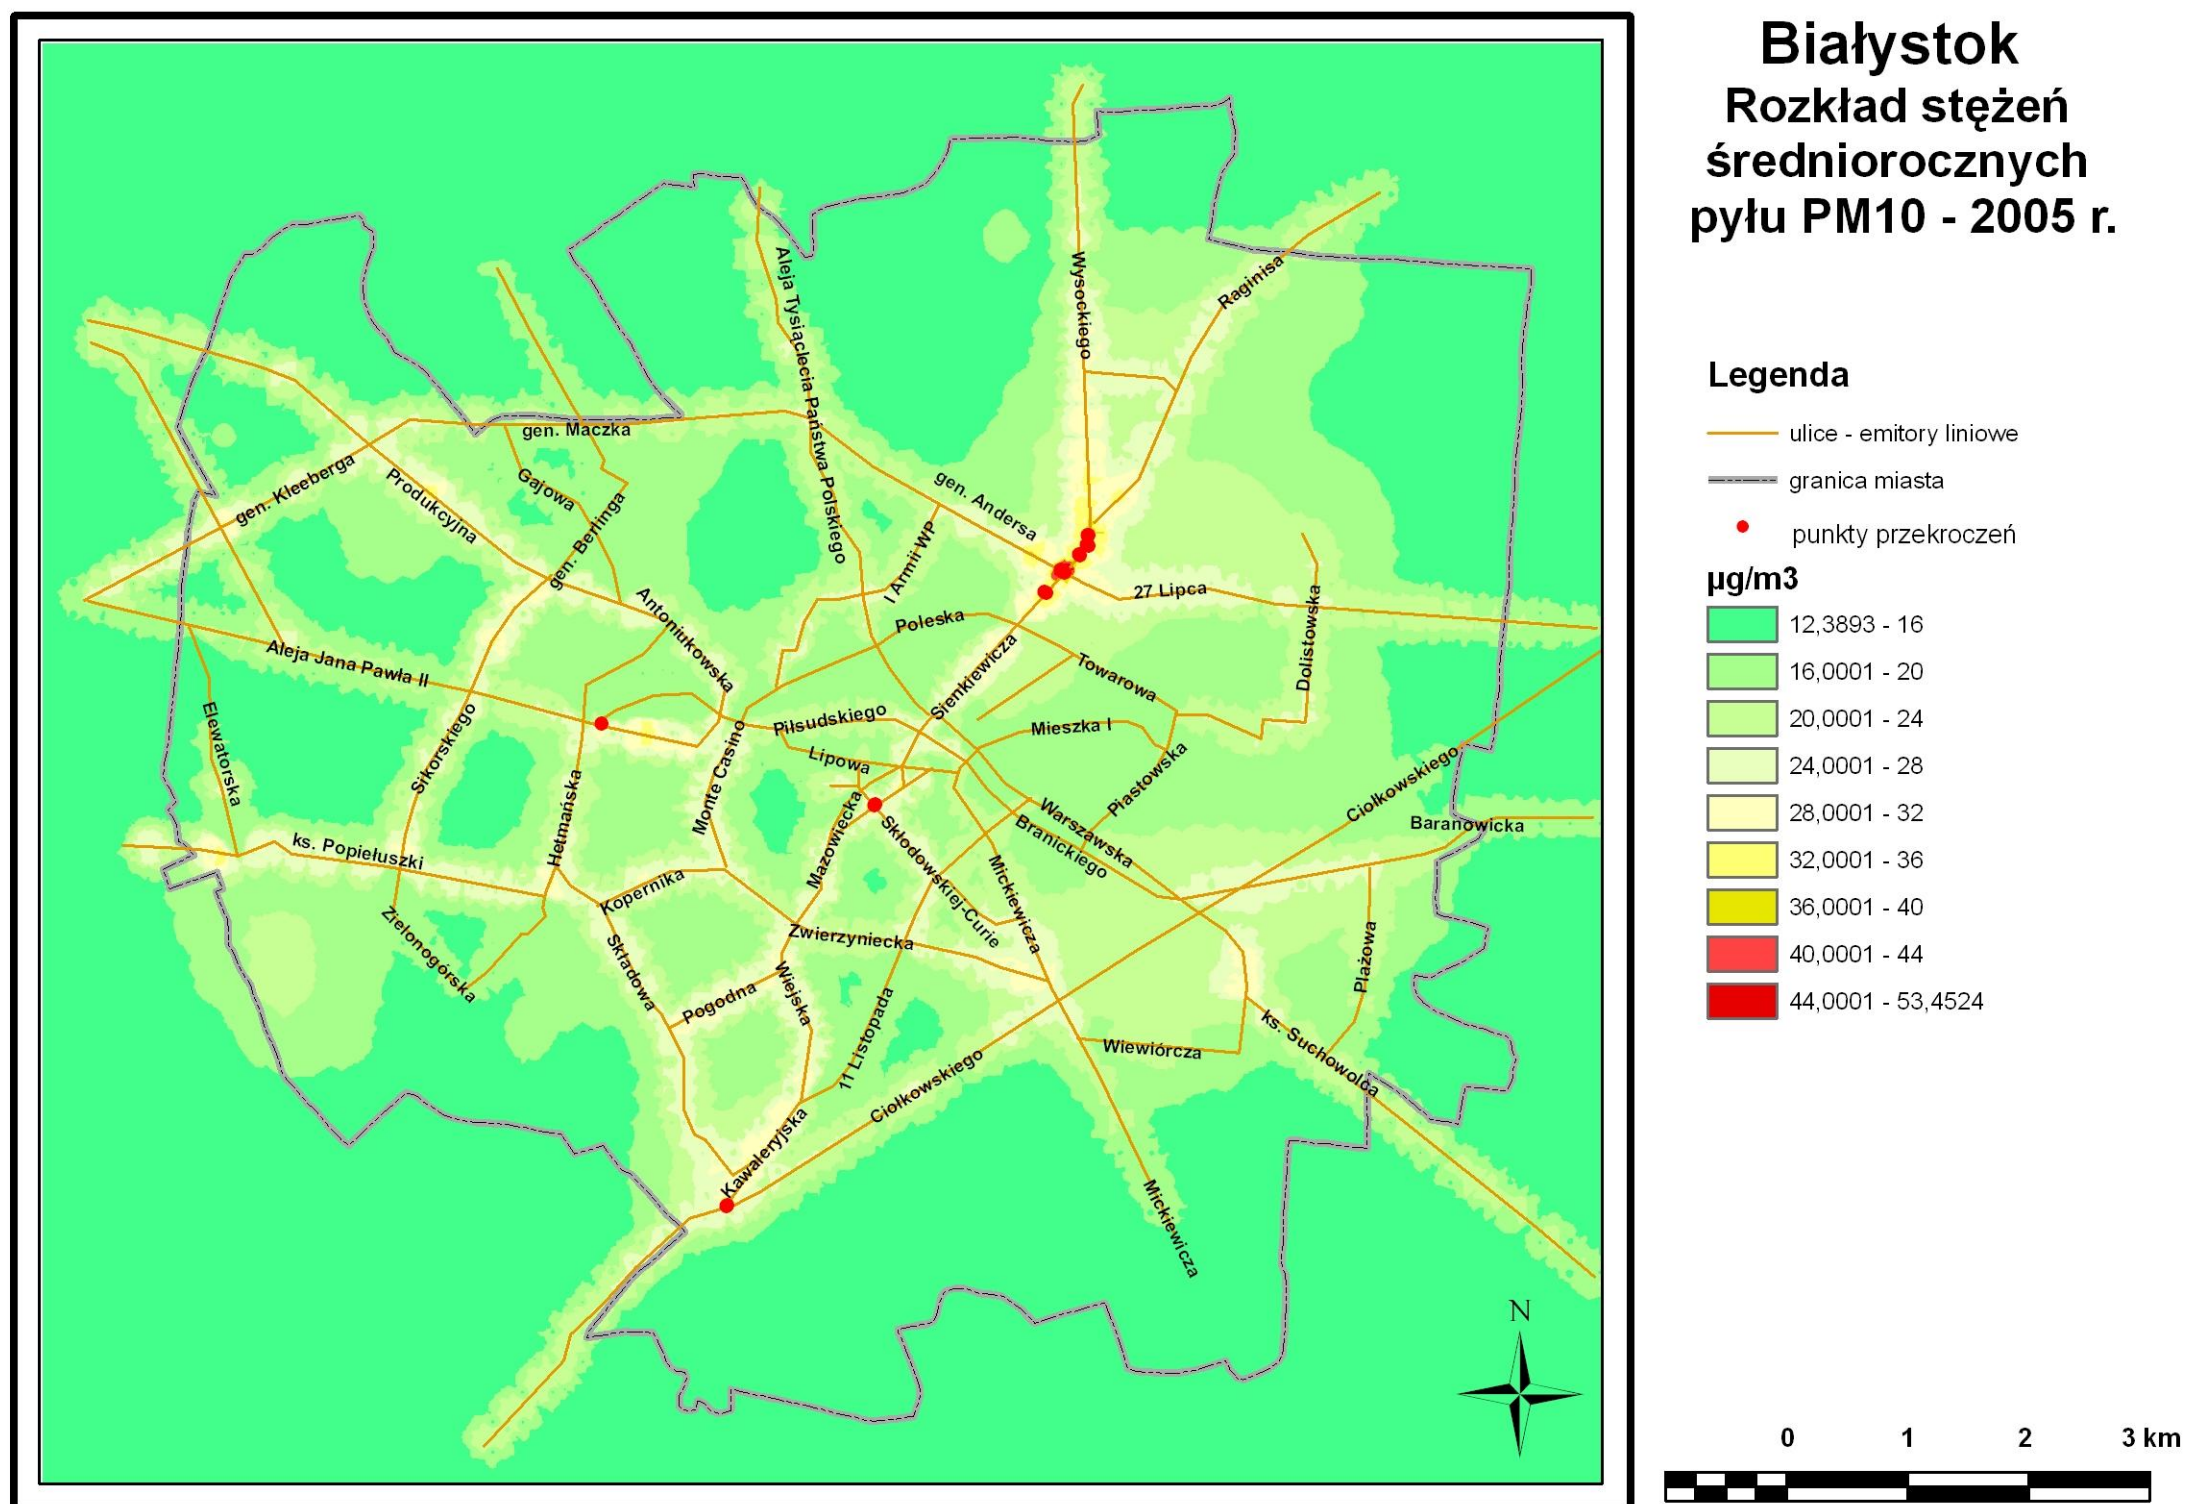 Białystok
Rozkład stężeń
średniorocznych
pyłu PM10 - 2005 r.
Legenda
ulice - emitory liniowe
granica miasta
punkty przekroczeń
µg/m3
12,3893 - 16
16,0001 - 20
20,0001 - 24
24,0001 - 28
28,0001 - 32
32,0001 - 36
36,0001 - 40
40,0001 - 44
44,0001 - 53,4524
Wysockiego
Raginisa
Aleja Tysiąclecia Państwa Polskiego
gen. Maczka
gen. Kleeberga
Produkcyjna
Gajowa
gen. Berlinga
gen. Andersa
I Armii WP
27 Lipca
Antoniukowska
Poleska
Dolistowska
Aleja Jana Pawła II
Sienkiewicza
Towarowa
Elewatorska
Sikorskiego
Piłsudskiego
Mieszka I
Lipowa
Monte Casino
Piastowska
Hetmańska
Mazowiecka
Ciołkowskiego
Warszawska
Baranowicka
Branickiego
ks. Popiełuszki
Skłodowskiej-Curie
Mickiewicza
Kopernika
Zielonogórska
Zwierzyniecka
Składowa
Plażowa
Wiejska
Pogodna
11 Listopada
ks. Suchowolca
Wiewiórcza
Ciołkowskiego
Kawaleryjska
Mickiewicza
N
0 1 2 3 km